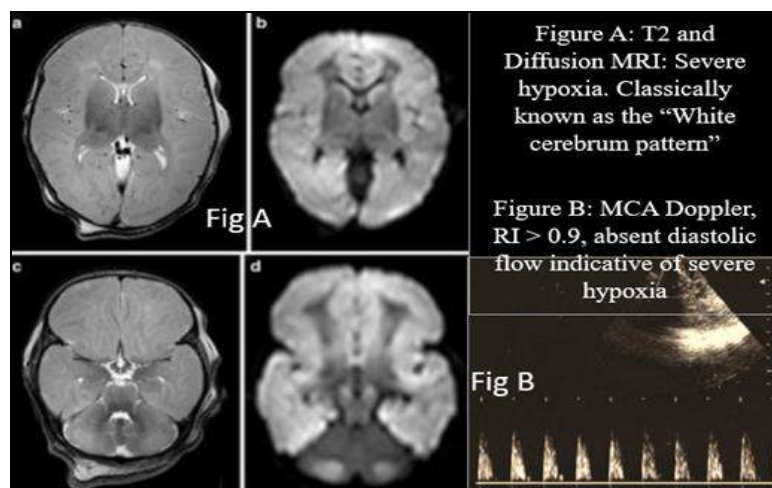 a
b
Figure A: T2 and
Diffusion MRI: Severe
hypoxia. Classically
known as the “White
cerebrum pattern”
Fig A
Figure B: MCA Doppler,
RI > 0.9, absent diastolic
flow indicative of severe
hypoxia
c
d
Fig B